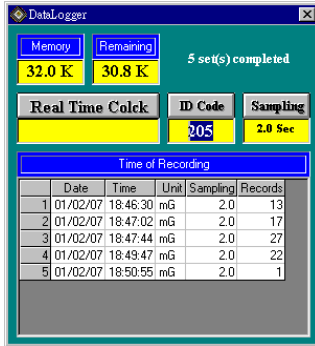 DataLogger
Memory Remaining
5 set(s) completed
32.0 K 30.8 K
Real Time Colck ID Code Sampling
205 2.0 Sec
Time of Recording
Date Time Unit Sampling Records
1 01/02/07 18:46:30 mG 2.0 13
2 01/02/07 18:47:02 mG 2.0 17
3 01/02/07 18:47:44 mG 2.0 27
4 01/02/07 18:49:47 mG 2.0 22
5 01/02/07 18:50:55 mG 2.0 1